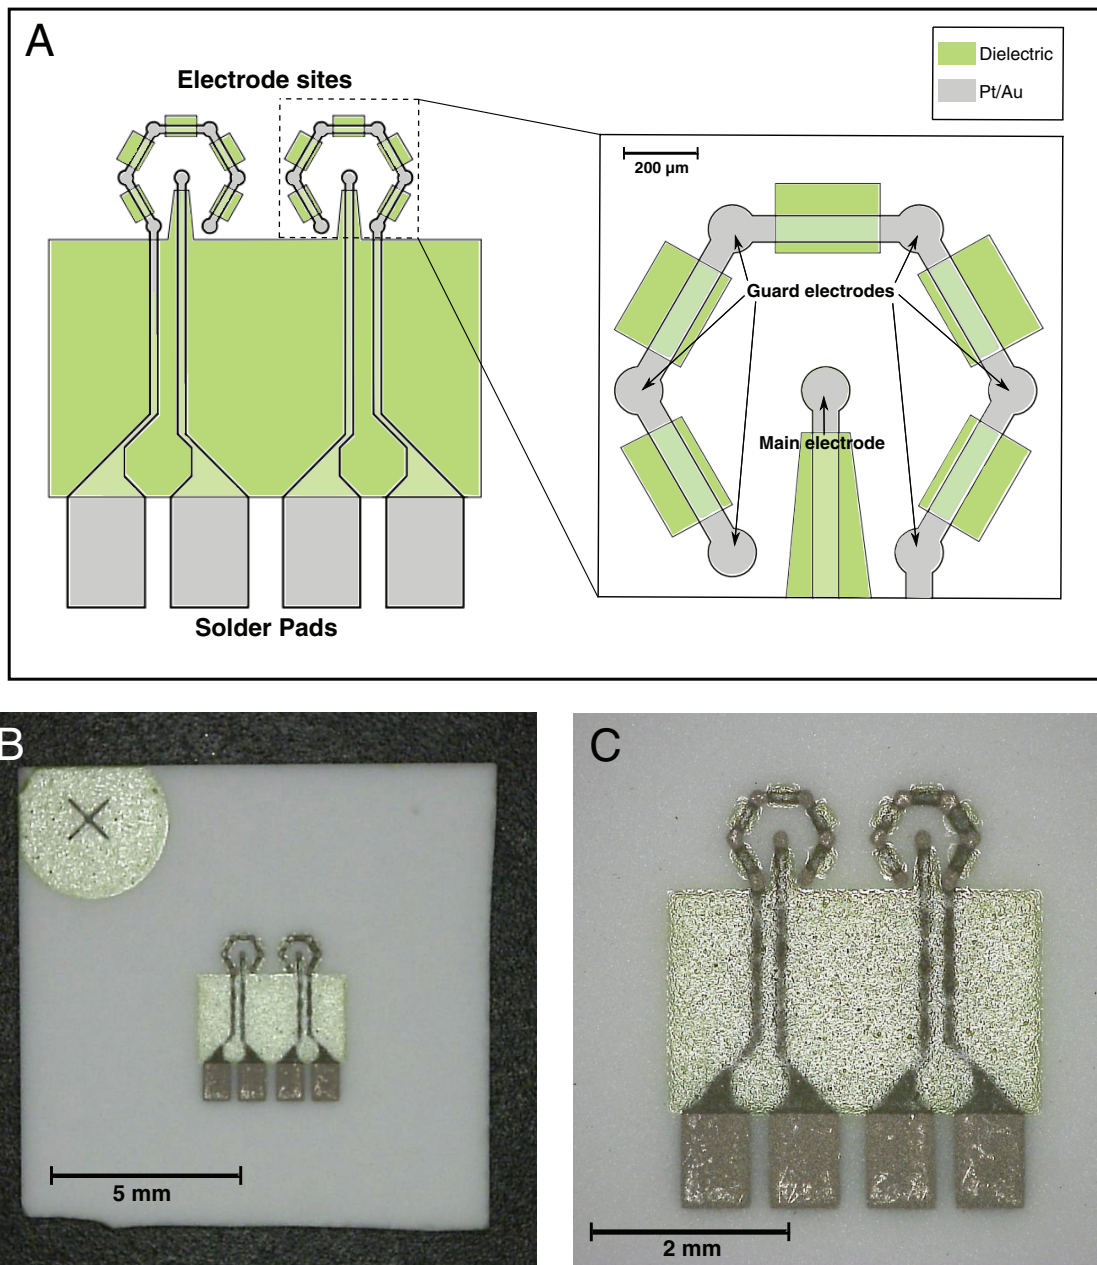 A
Electrode sites
Dielectric
Pt/Au
200 µm
Guard electrodes
Main electrode
Solder Pads
B
5 mm
C
2 mm